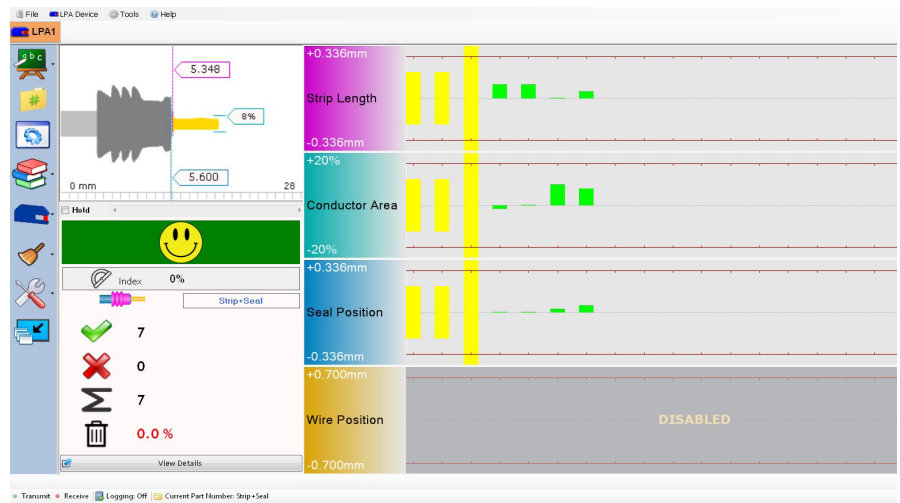 File LPA Device Tools Help
LPA1
abc
#
5.348
8%
5.600
0 mm 28
Hold
Index 0%
Strip+Seal
7
0
7
0.0 %
View Details
+0.336mm
Strip Length
-0.336mm
+20%
Conductor Area
-20%
+0.336mm
Seal Position
-0.336mm
+0.700mm
Wire Position
DISABLED
-0.700mm
Transmit Receive Logging: Off Current Part Number: Strip+Seal